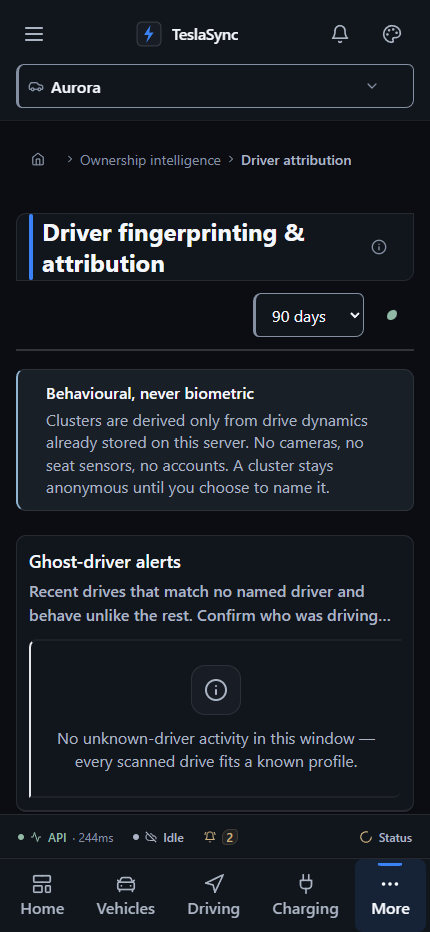 TeslaSync
Aurora
Ownership intelligence
Driver attribution
Driver fingerprinting &
attribution
90 days
Behavioural, never biometric
Clusters are derived only from drive dynamics
already stored on this server. No cameras, no
seat sensors, no accounts. A cluster stays
anonymous until you choose to name it.
Ghost-driver alerts
Recent drives that match no named driver and
behave unlike the rest. Confirm who was driving...
No unknown-driver activity in this window —
every scanned drive fits a known profile.
API · 244ms
Idle
2
Status
Home
Vehicles
Driving
Charging
More